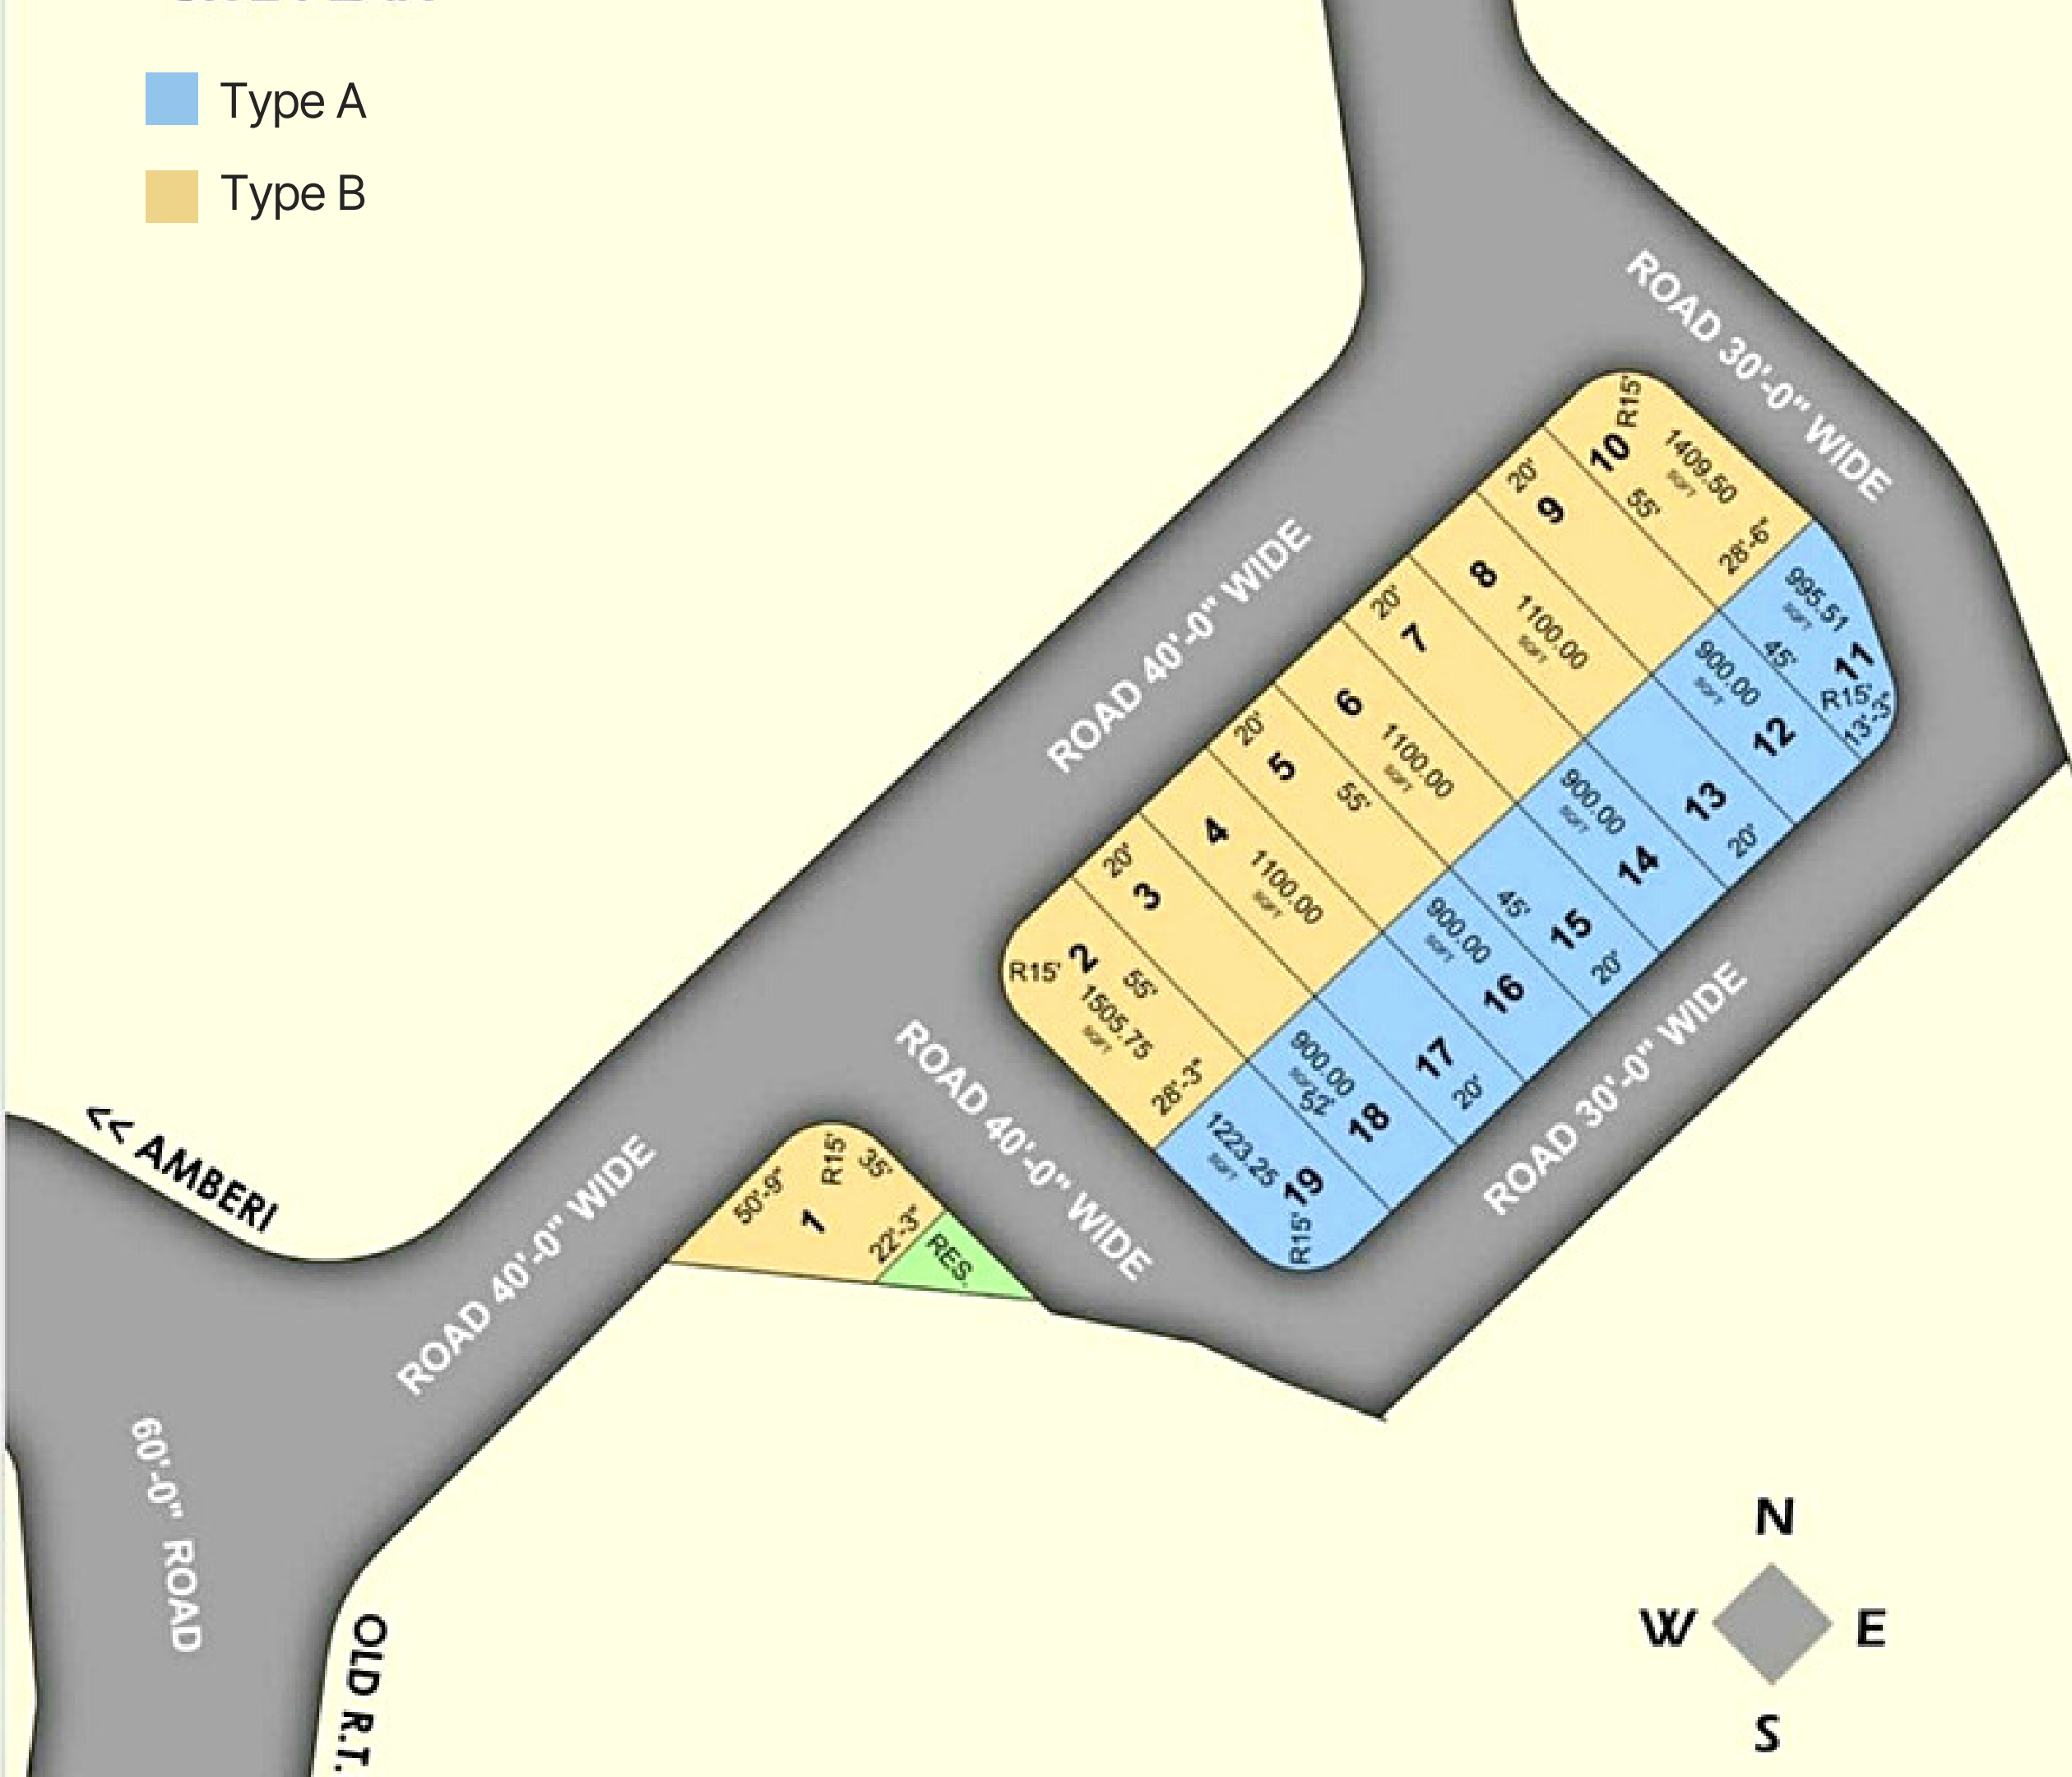 Type A
Type B
ROAD 30'-0" WIDE
R15'
10
1409.50
SQFT
20'
9
55'
28'-6"
8
1100.00
SQFT
995.51
SQFT
11
45'
R15'
13'-3"
20'
7
900.00
SQFT
12
ROAD 40'-0" WIDE
6
1100.00
SQFT
13
20'
20'
5
55'
900.00
SQFT
14
4
1100.00
SQFT
45'
15
20'
20'
3
900.00
SQFT
16
R15'
2
55'
1505.75
SQFT
28'-3"
17
20'
900.00
SQFT
52'
18
1223.25
SQFT
19
R15'
ROAD 30'-0" WIDE
ROAD 40'-0" WIDE
<< AMBERI
ROAD 40'-0" WIDE
50'-9"
R15'
35'
1
22'-3"
RES.
60'-0" ROAD
OLD R.T.
N
W
E
S